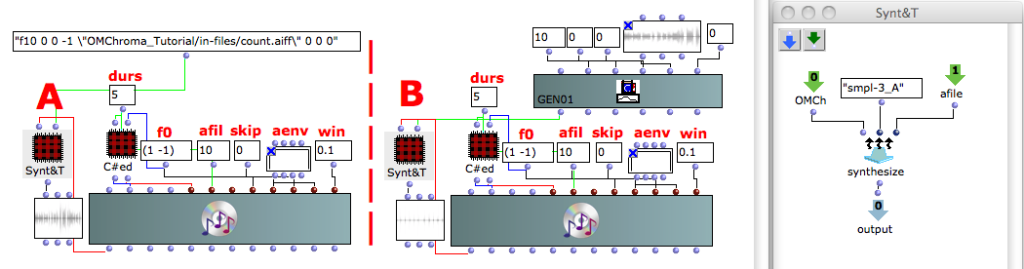 "f10 0 0 -1 \"OMChroma_Tutorial/in-files/count.aiff\" 0 0 0"
A
durs
5
f0 afil skip aenv win
(1 -1) 10 0 0.1
Synt&T
C#ed
10 0 0 0
GEN01
B
durs
5
f0 afil skip aenv win
(1 -1) 10 0 0.1
Synt&T
C#ed
Synt&T
0
1
OMCh
"smpl-3_A"
afile
synthesize
0
output